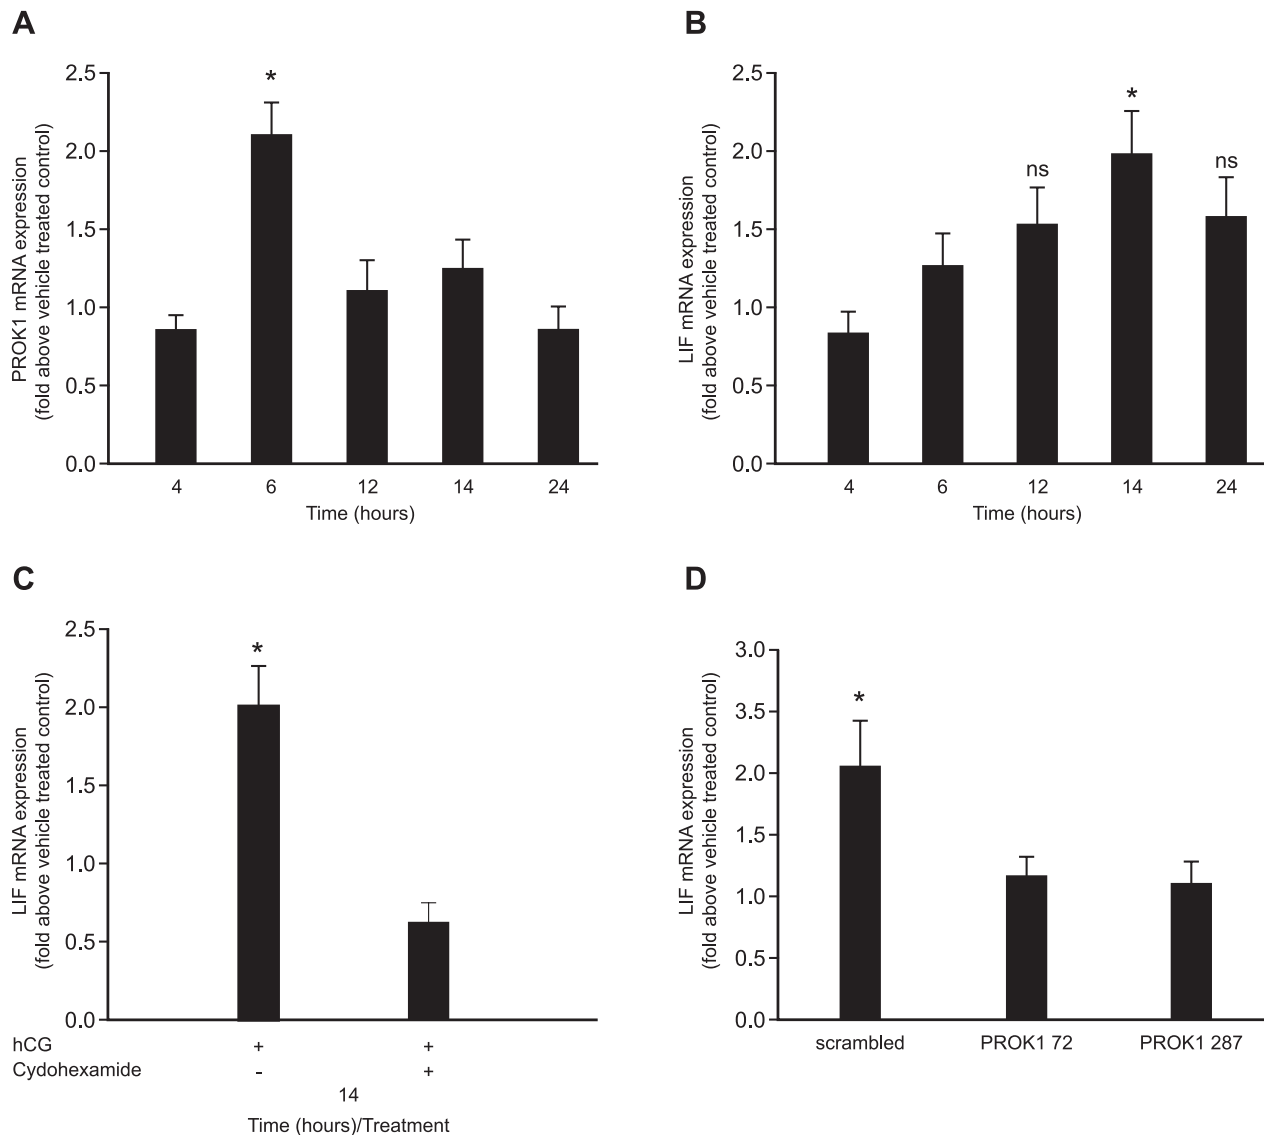 A
PROK1 mRNA expression
(fold above vehicle treated control)
2.5
2.0
1.5
1.0
0.5
0.0
*
4 6 12 14 24
Time (hours)
B
LIF mRNA expression
(fold above vehicle treated control)
2.5
2.0
1.5
1.0
0.5
0.0
ns
*
ns
4 6 12 14 24
Time (hours)
C
LIF mRNA expression
(fold above vehicle treated control)
2.5
2.0
1.5
1.0
0.5
0.0
*
hCG + +
Cydohexamide - +
14
Time (hours)/Treatment
D
LIF mRNA expression
(fold above vehicle treated control)
3.0
3.5
2.0
1.5
1.0
0.5
0.0
*
scrambled PROK1 72 PROK1 287